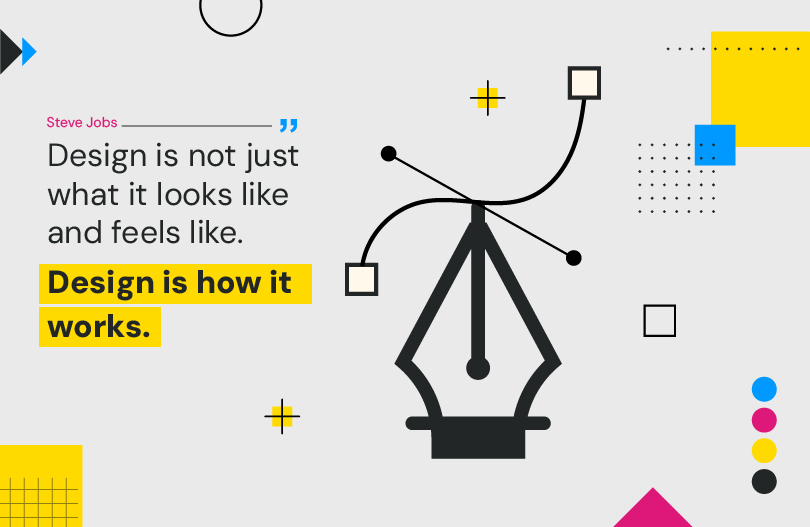 Steve Jobs ”
Design is not just
what it looks like
and feels like.
Design is how it
works.